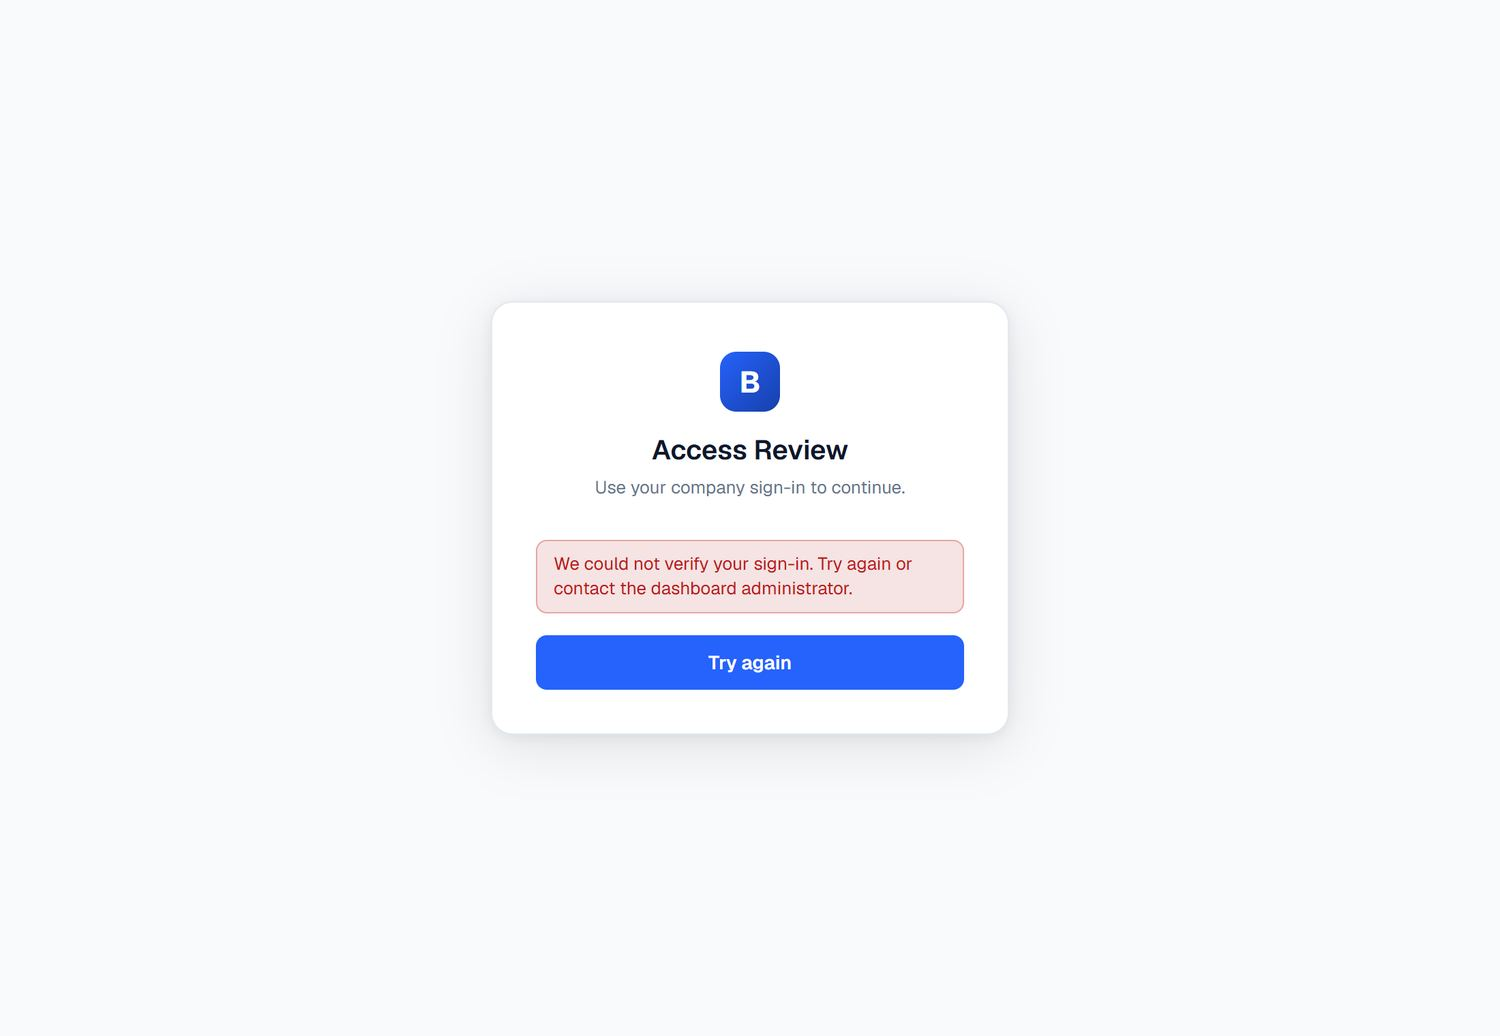 B
Access Review
Use your company sign-in to continue.
We could not verify your sign-in. Try again or
contact the dashboard administrator.
Try again